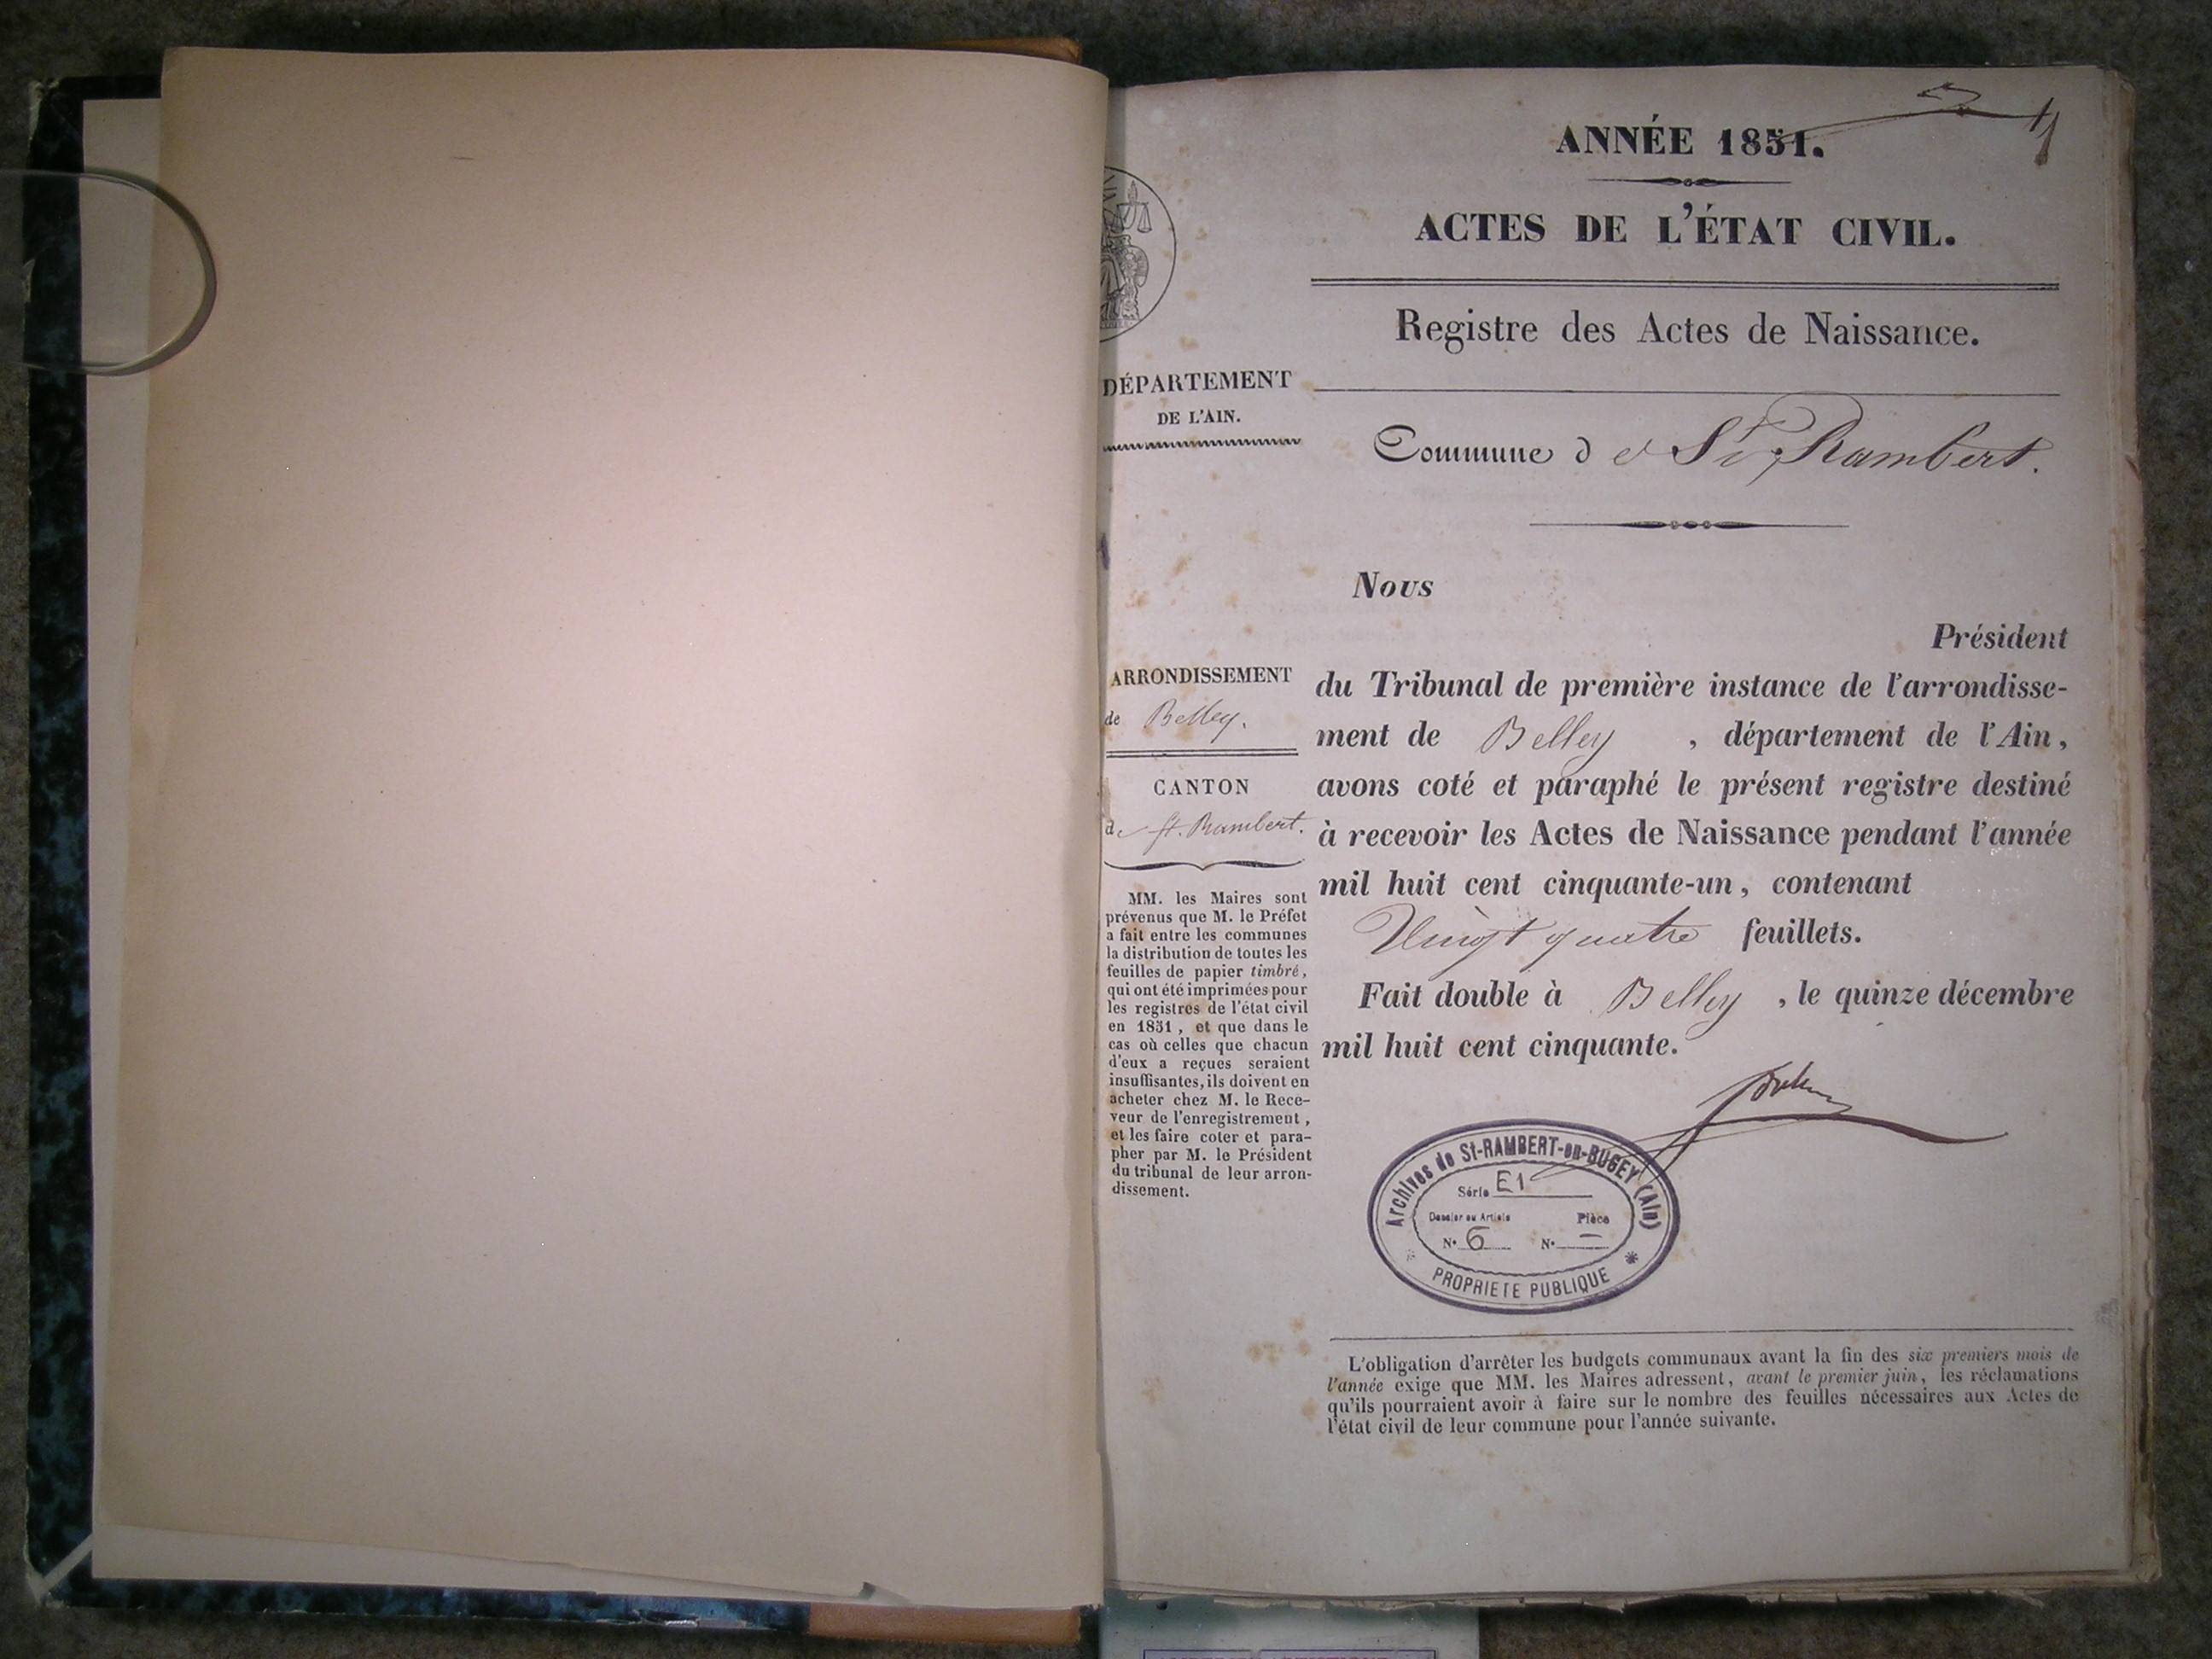 ANNÉE 1851.
ACTES DE L'ÉTAT CIVIL.
Registre des Actes de Naissance.
DÉPARTEMENT
DE L'AIN.
Commune de St. Rambert.
ARRONDISSEMENT
de Belley.
CANTON
de St. Rambert.
MM. les Maires sont
prévenus que M. le Préfet
a fait entre les communes
la distribution de toutes les
feuilles de papier timbré,
qui ont été imprimées pour
les registres de l'état civil
en 1851, et que dans le
cas où celles que chacun
d'eux a reçues seraient
insuffisantes, ils doivent en
acheter chez M. le Rece-
veur de l'enregistrement,
et les faire coter et para-
pher par M. le Président
du tribunal de leur arron-
dissement.
Nous
Président
du Tribunal de première instance de l'arrondisse-
ment de Belley, département de l'Ain,
avons coté et paraphé le présent registre destiné
à recevoir les Actes de Naissance pendant l'année
mil huit cent cinquante-un, contenant
Vingt quatre feuillets.
Fait double à Belley, le quinze décembre
mil huit cent cinquante.
Archives de St-RAMBERT-en-BUGEY (Ain)
Série E1
Dossier ou Article Pièce
N° 6 N° —
PROPRIETE PUBLIQUE
L'obligation d'arrêter les budgets communaux avant la fin des six premiers mois de
l'année exige que MM. les Maires adressent, avant le premier juin, les réclamations
qu'ils pourraient avoir à faire sur le nombre des feuilles nécessaires aux Actes de
l'état civil de leur commune pour l'année suivante.